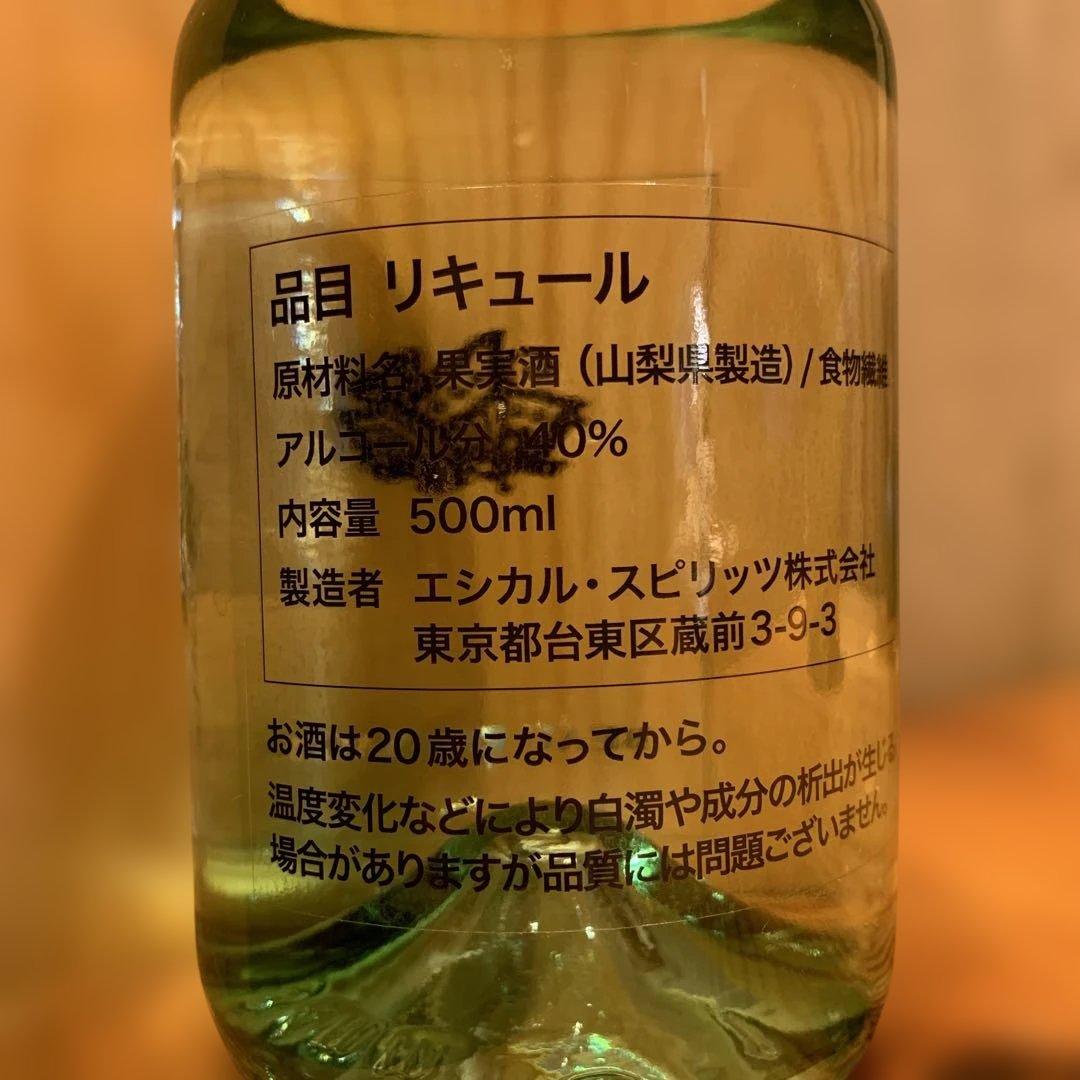 品目 リキュール
原材料名 果実酒（山梨県製造）/ 食物繊維
アルコール分 40%
内容量 500ml
製造者 エシカル・スピリッツ株式会社
東京都台東区蔵前3-9-3
お酒は20歳になってから。
温度変化などにより白濁や成分の析出が生じる
場合がありますが品質には問題ございません。